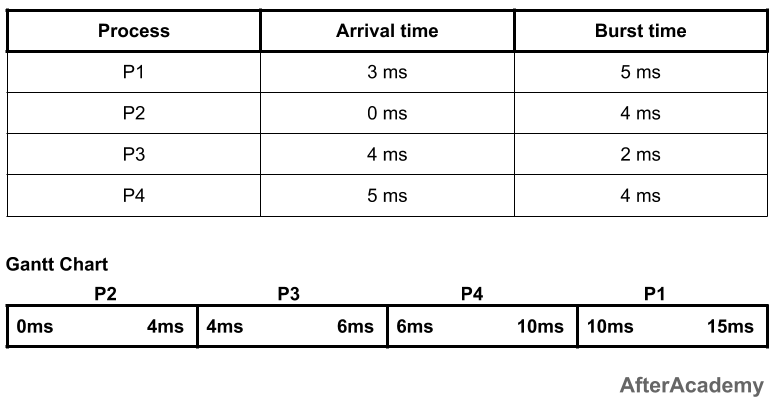 Process Arrival time Burst time
P1 3 ms 5 ms
P2 0 ms 4 ms
P3 4 ms 2 ms
P4 5 ms 4 ms
Gantt Chart
P2 P3 P4 P1
0ms 4ms 4ms 6ms 6ms 10ms 10ms 15ms
AfterAcademy